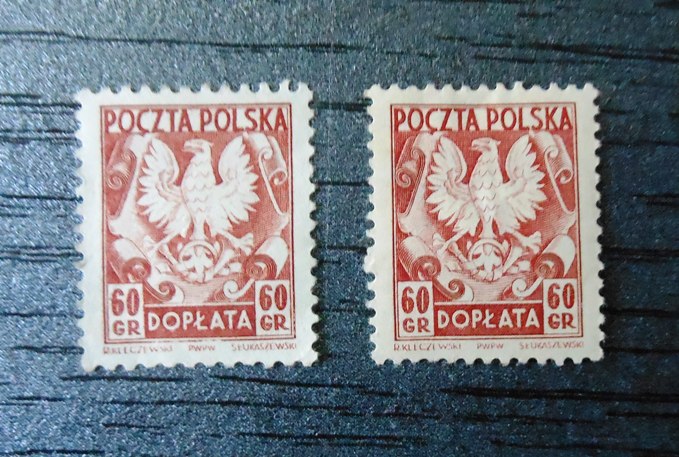 POCZTA POLSKA
60 GR DOPŁATA 60 GR
R.KLECZEWSKI PWPW S.ŁUKASZEWSKI
POCZTA POLSKA
60 GR DOPŁATA 60 GR
R.KLECZEWSKI PWPW S.ŁUKASZEWSKI